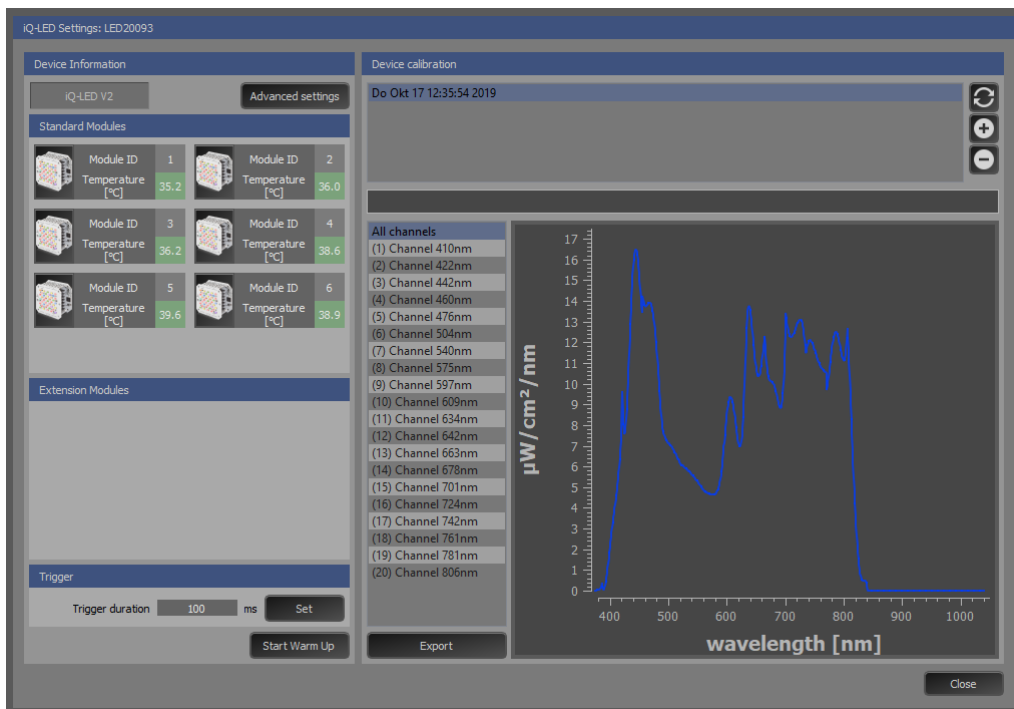 iQ-LED Settings: LED20093
Device Information
iQ-LED V2
Advanced settings
Standard Modules
Module ID 1
Temperature [°C] 35.2
Module ID 2
Temperature [°C] 36.0
Module ID 3
Temperature [°C] 36.2
Module ID 4
Temperature [°C] 38.6
Module ID 5
Temperature [°C] 39.6
Module ID 6
Temperature [°C] 38.9
Extension Modules
Trigger
Trigger duration 100 ms Set
Start Warm Up
Device calibration
Do Okt 17 12:35:54 2019
All channels
(1) Channel 410nm
(2) Channel 422nm
(3) Channel 442nm
(4) Channel 460nm
(5) Channel 476nm
(6) Channel 504nm
(7) Channel 540nm
(8) Channel 575nm
(9) Channel 597nm
(10) Channel 609nm
(11) Channel 634nm
(12) Channel 642nm
(13) Channel 663nm
(14) Channel 678nm
(15) Channel 701nm
(16) Channel 724nm
(17) Channel 742nm
(18) Channel 761nm
(19) Channel 781nm
(20) Channel 806nm
Export
µW/cm²/nm
17
16
15
14
13
12
11
10
9
8
7
6
5
4
3
2
1
0
400 500 600 700 800 900 1000
wavelength [nm]
Close